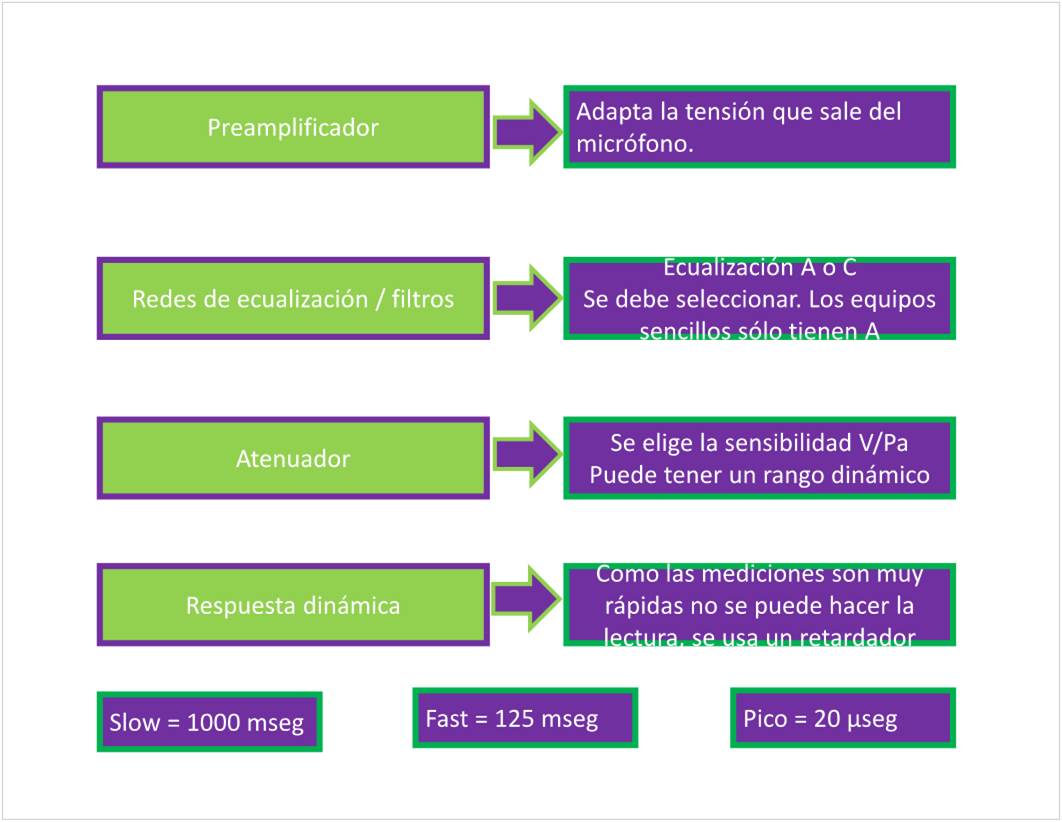 Preamplificador
Adapta la tensión que sale del
micrófono.
Redes de ecualización / filtros
Ecualización A o C
Se debe seleccionar. Los equipos
sencillos sólo tienen A
Atenuador
Se elige la sensibilidad V/Pa
Puede tener un rango dinámico
Respuesta dinámica
Como las mediciones son muy
rápidas no se puede hacer la
lectura, se usa un retardador
Slow = 1000 mseg
Fast = 125 mseg
Pico = 20 µseg